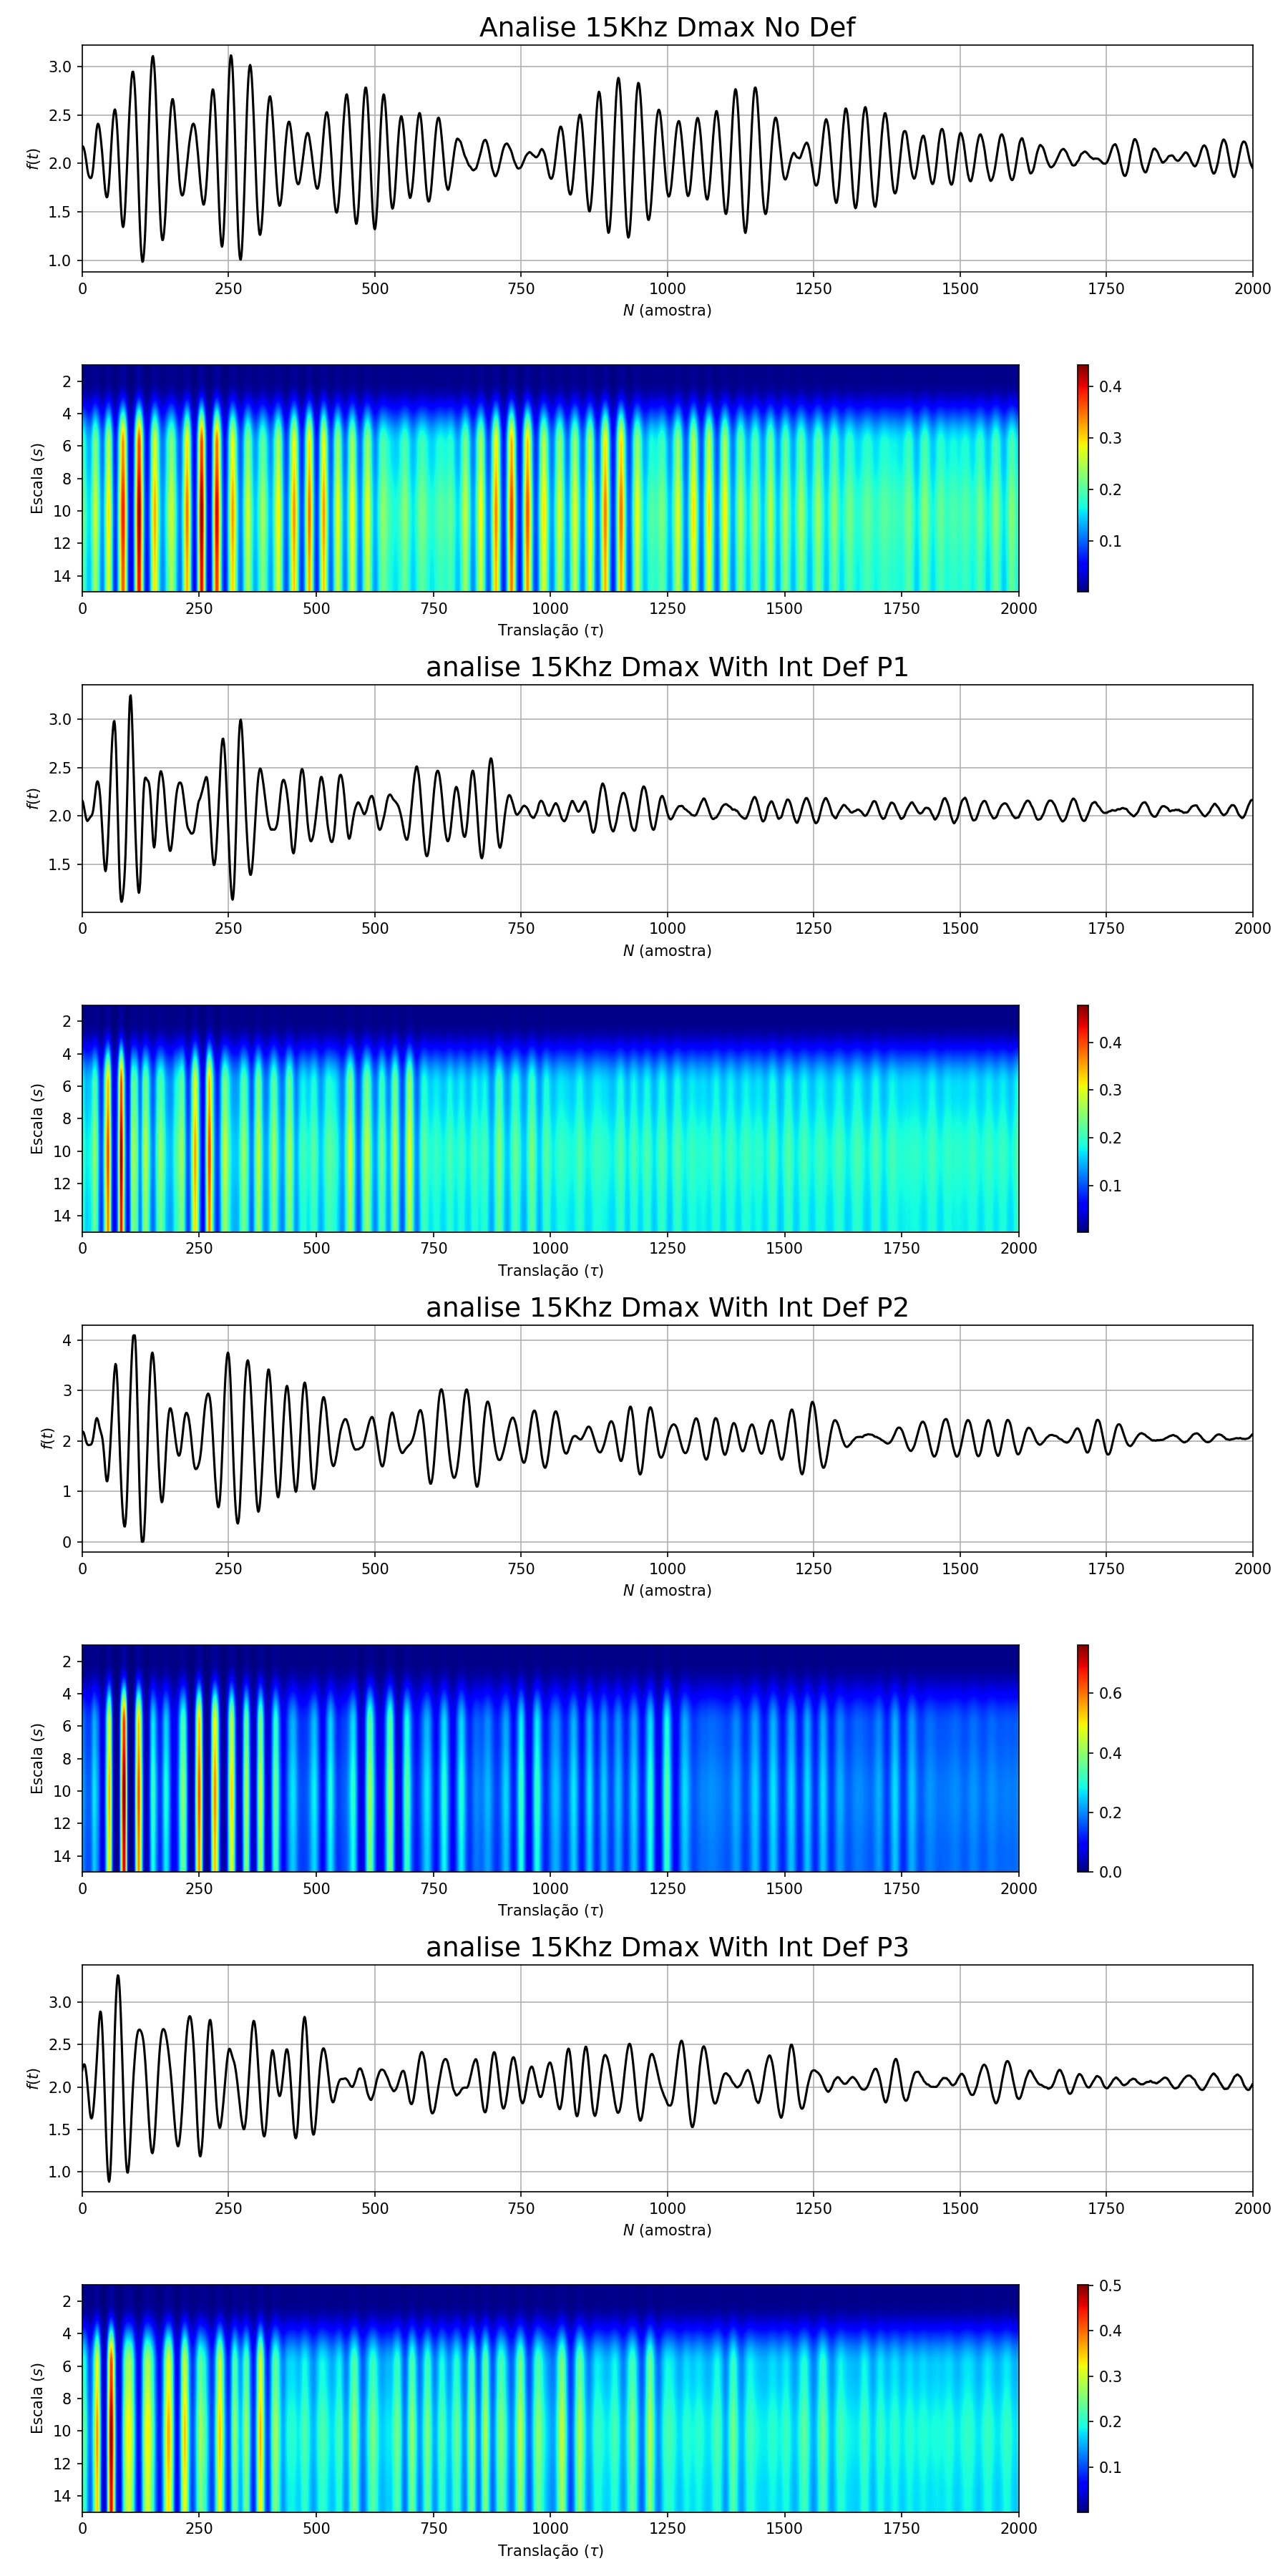 Analise 15Khz Dmax No Def
3.0
2.5
2.0
1.5
1.0
f(t)
0 250 500 750 1000 1250 1500 1750 2000
N (amostra)
2
4
6
8
10
12
14
Escala (s)
0.4
0.3
0.2
0.1
0 250 500 750 1000 1250 1500 1750 2000
Translação (τ)
analise 15Khz Dmax With Int Def P1
3.0
2.5
2.0
1.5
f(t)
0 250 500 750 1000 1250 1500 1750 2000
N (amostra)
2
4
6
8
10
12
14
Escala (s)
0.4
0.3
0.2
0.1
0 250 500 750 1000 1250 1500 1750 2000
Translação (τ)
analise 15Khz Dmax With Int Def P2
4
3
2
1
0
f(t)
0 250 500 750 1000 1250 1500 1750 2000
N (amostra)
2
4
6
8
10
12
14
Escala (s)
0.6
0.4
0.2
0.0
0 250 500 750 1000 1250 1500 1750 2000
Translação (τ)
analise 15Khz Dmax With Int Def P3
3.0
2.5
2.0
1.5
1.0
f(t)
0 250 500 750 1000 1250 1500 1750 2000
N (amostra)
2
4
6
8
10
12
14
Escala (s)
0.5
0.4
0.3
0.2
0.1
0 250 500 750 1000 1250 1500 1750 2000
Translação (τ)